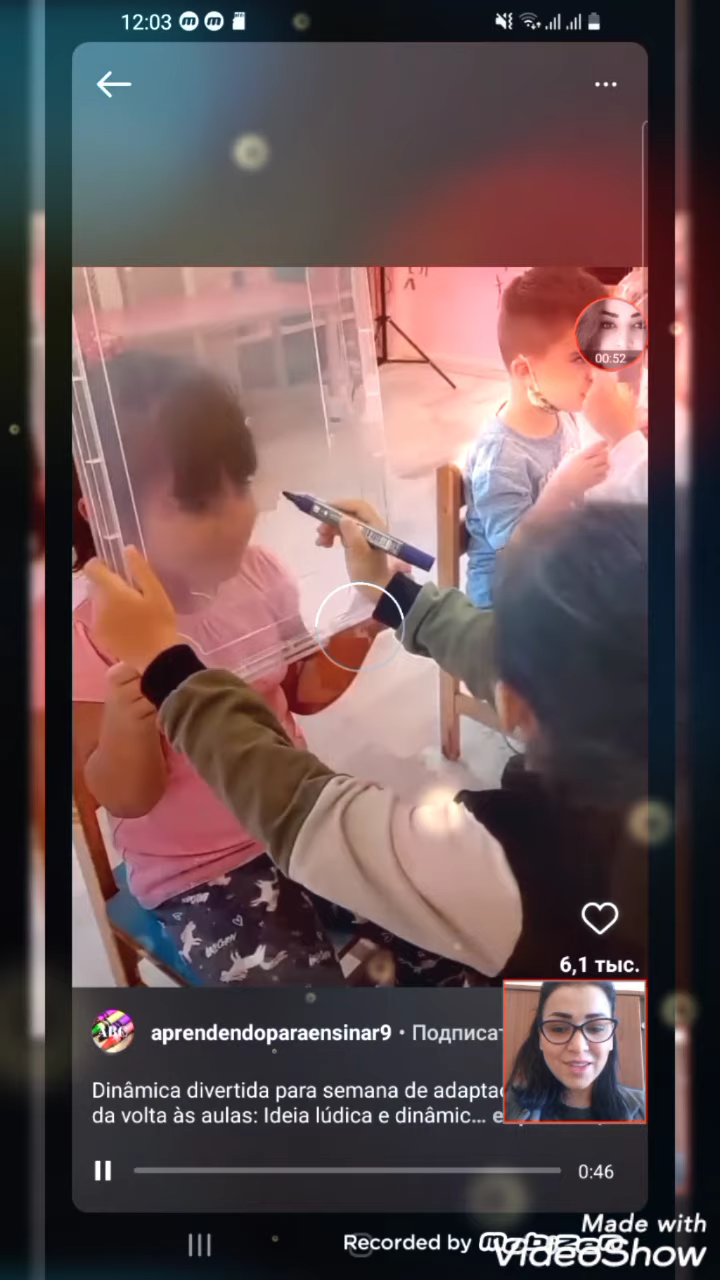 12:03
00:52
6,1 тыс.
ABC
aprendendoparaensinar9 • Подписат
Dinâmica divertida para semana de adaptaç
da volta às aulas: Ideia lúdica e dinâmic... e
0:46
Made with
Recorded by
VideoShow